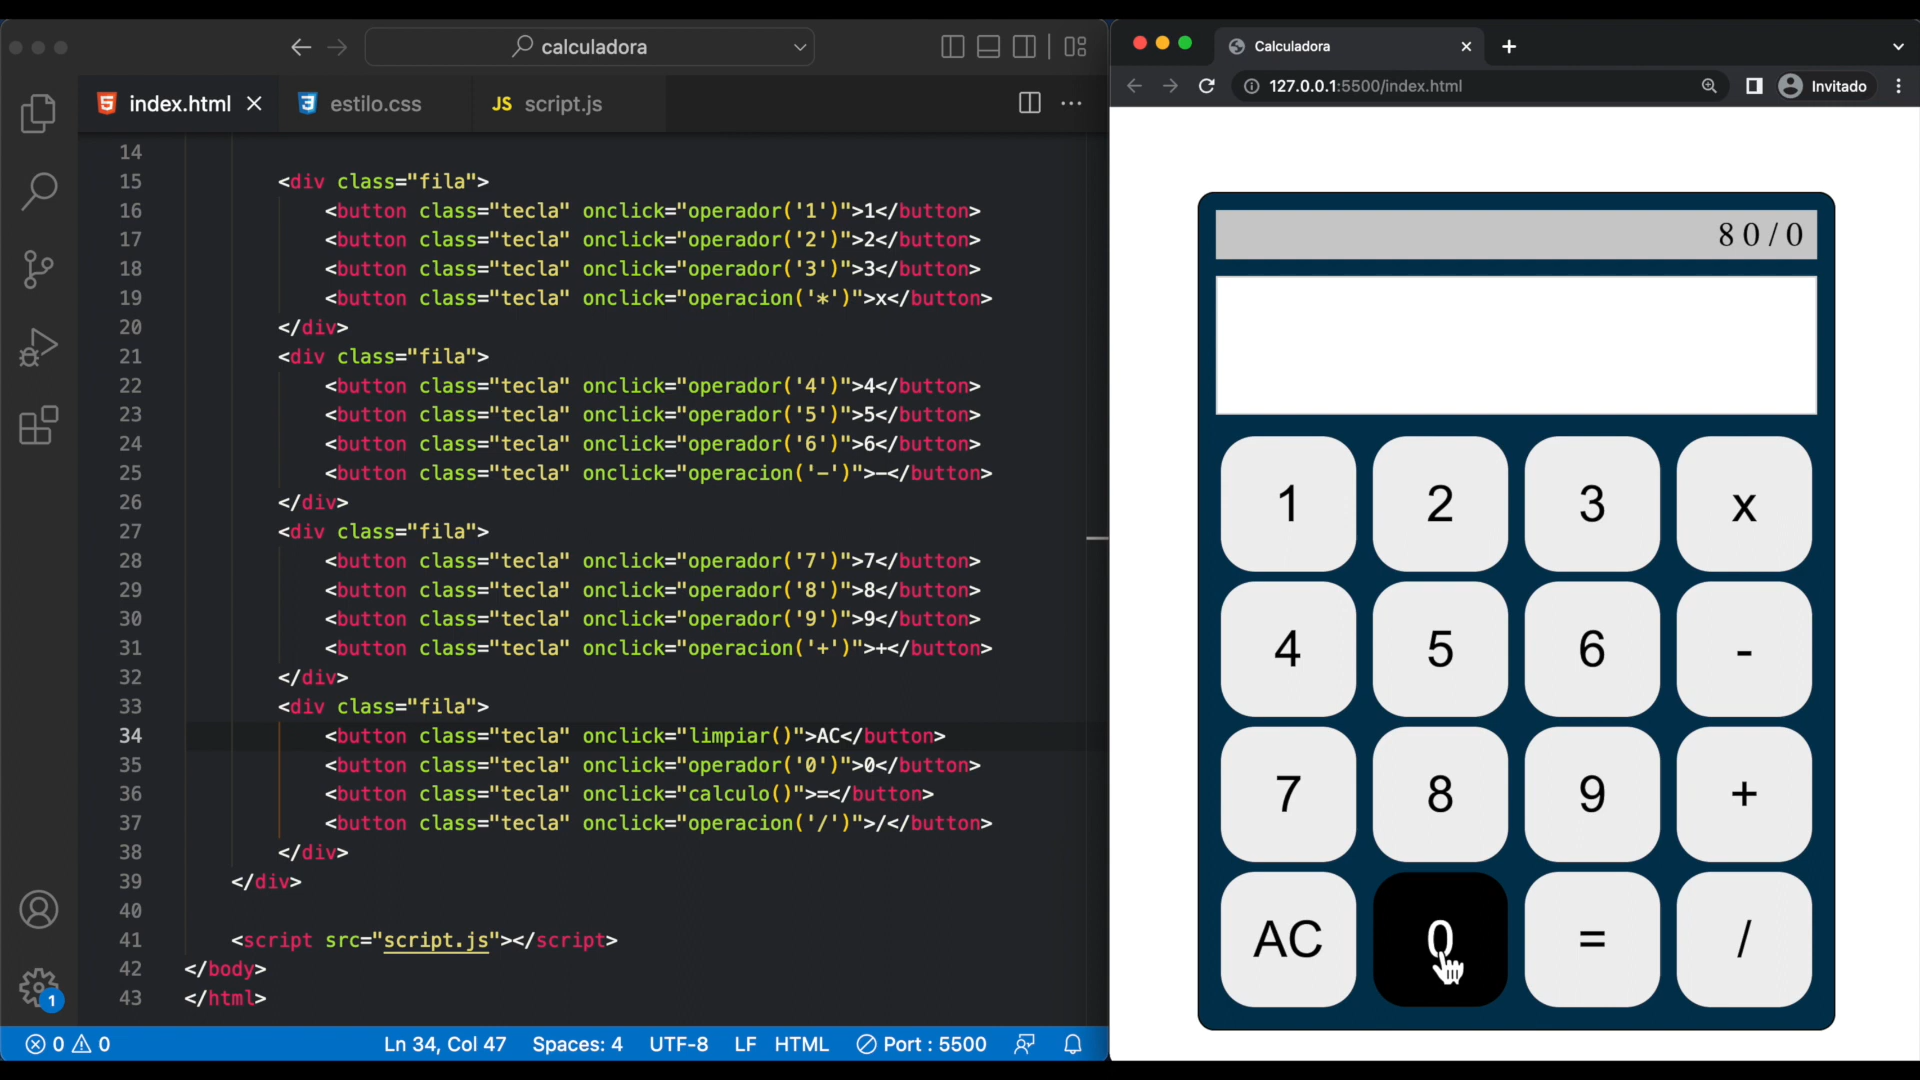 calculadora
index.html
estilo.css
JS script.js
14
15 <div class="fila">
16 <button class="tecla" onclick="operador('1')">1</button>
17 <button class="tecla" onclick="operador('2')">2</button>
18 <button class="tecla" onclick="operador('3')">3</button>
19 <button class="tecla" onclick="operacion('*')">x</button>
20 </div>
21 <div class="fila">
22 <button class="tecla" onclick="operador('4')">4</button>
23 <button class="tecla" onclick="operador('5')">5</button>
24 <button class="tecla" onclick="operador('6')">6</button>
25 <button class="tecla" onclick="operacion('-')">-</button>
26 </div>
27 <div class="fila">
28 <button class="tecla" onclick="operador('7')">7</button>
29 <button class="tecla" onclick="operador('8')">8</button>
30 <button class="tecla" onclick="operador('9')">9</button>
31 <button class="tecla" onclick="operacion('+')">+</button>
32 </div>
33 <div class="fila">
34 <button class="tecla" onclick="limpiar()">AC</button>
35 <button class="tecla" onclick="operador('0')">0</button>
36 <button class="tecla" onclick="calculo()">=</button>
37 <button class="tecla" onclick="operacion('/')">/</button>
38 </div>
39 </div>
40
41 <script src="script.js"></script>
42 </body>
43 </html>
1
0 0 Ln 34, Col 47 Spaces: 4 UTF-8 LF HTML Port : 5500
Calculadora
127.0.0.1:5500/index.html Invitado
80/0
1 2 3 x
4 5 6 -
7 8 9 +
AC 0 = /